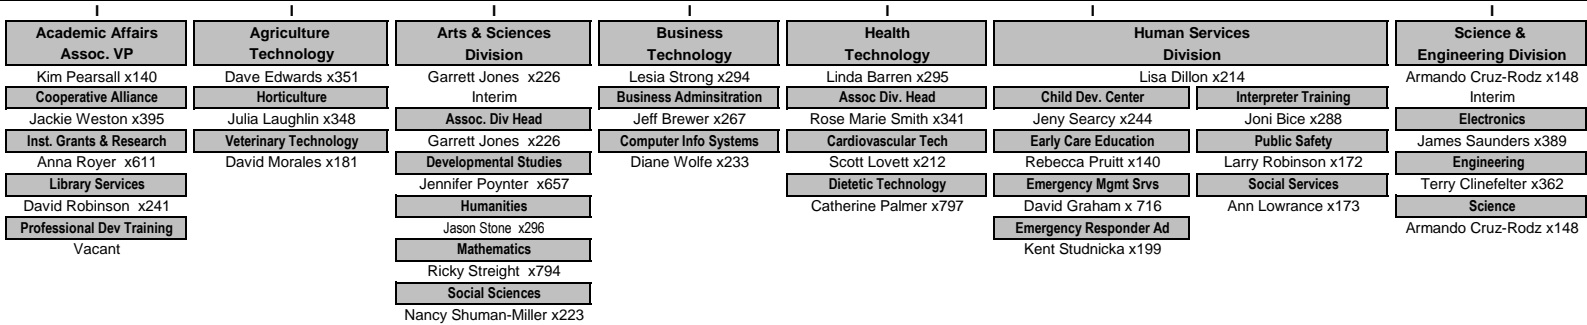 Academic Affairs
Assoc. VP
Kim Pearsall x140
Cooperative Alliance
Jackie Weston x395
Inst. Grants & Research
Anna Royer  x611
Library Services
David Robinson  x241
Professional Dev Training
Vacant
Agriculture
Technology
Dave Edwards x351
Horticulture
Julia Laughlin x348
Veterinary Technology
David Morales x181
Arts & Sciences
Division
Garrett Jones  x226
Interim
Assoc. Div Head
Garrett Jones  x226
Developmental Studies
Jennifer Poynter  x657
Humanities
Jason Stone  x296
Mathematics
Ricky Streight  x794
Social Sciences
Nancy Shuman-Miller x223
Business
Technology
Lesia Strong x294
Business Adminsitration
Jeff Brewer x267
Computer Info Systems
Diane Wolfe x233
Health
Technology
Linda Barren x295
Assoc Div. Head
Rose Marie Smith x341
Cardiovascular Tech
Scott Lovett x212
Dietetic Technology
Catherine Palmer x797
Human Services
Division
Lisa Dillon x214
Child Dev. Center
Jeny Searcy x244
Early Care Education
Rebecca Pruitt x140
Emergency Mgmt Srvs
David Graham x 716
Emergency Responder Ad
Kent Studnicka x199
Interpreter Training
Joni Bice x288
Public Safety
Larry Robinson x172
Social Services
Ann Lowrance x173
Science &
Engineering Division
Armando Cruz-Rodz x148
Interim
Electronics
James Saunders x389
Engineering
Terry Clinefelter x362
Science
Armando Cruz-Rodz x148